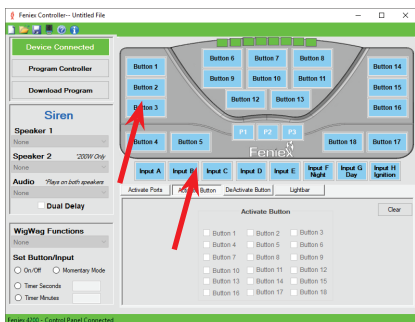 Feniex Controller-- Untitled File
Device Connected
Program Controller
Download Program
Siren
Speaker 1
None
Speaker 2 *200W Only
None
Audio *Plays on both speakers
None
Dual Delay
WigWag Functions
None
Set Button/Input
On/Off Momentary Mode
Timer Seconds
Timer Minutes
Button 1
Button 2
Button 3
Button 4
Button 5
Button 6
Button 7
Button 8
Button 9
Button 10
Button 11
Button 12
Button 13
Button 14
Button 15
Button 16
Button 18
Button 17
P1 P2 P3
Feniex
Input A
Input B
Input C
Input D
Input E
Input F Night
Input G Day
Input H Ignition
Activate Ports
Button
DeActivate Button
Lightbar
Activate Button
Clear
Button 1 Button 2 Button 3
Button 4 Button 5 Button 6
Button 7 Button 8 Button 9
Button 10 Button 11 Button 12
Button 13 Button 14 Button 15
Button 16 Button 17 Button 18
Feniex 4200 - Control Panel Connected